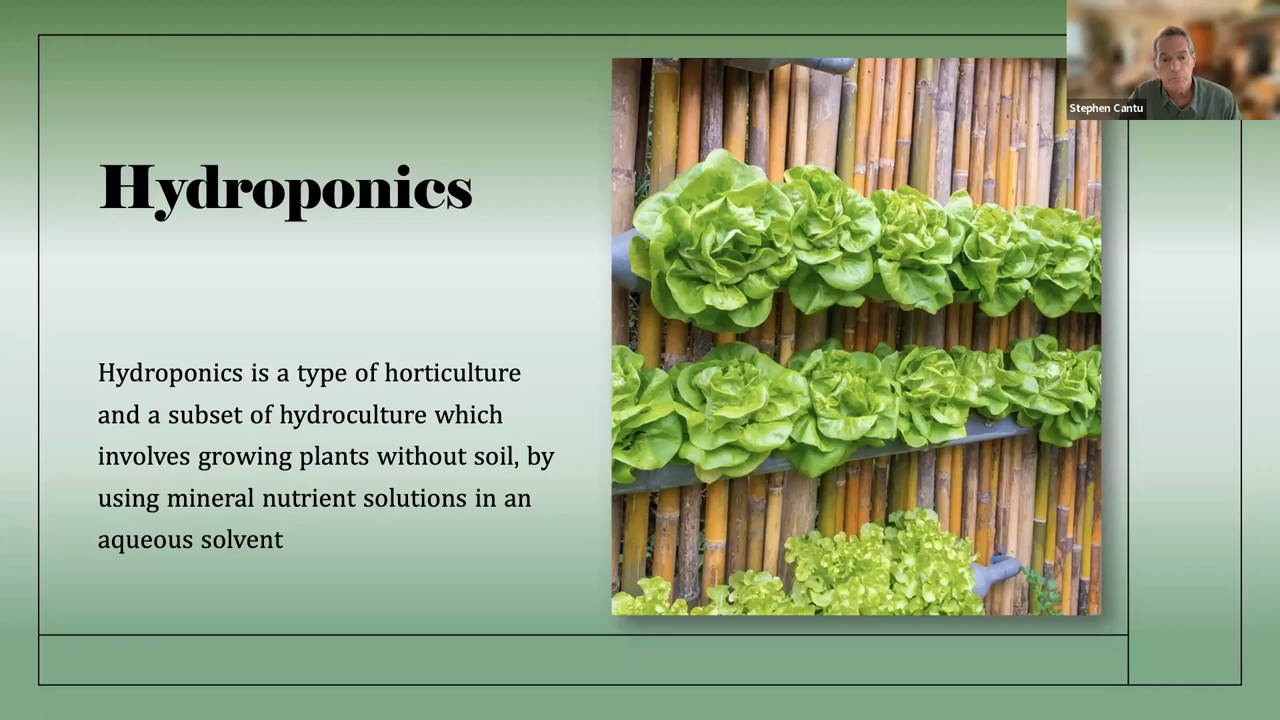 Stephen Cantu
Hydroponics
Hydroponics is a type of horticulture
and a subset of hydroculture which
involves growing plants without soil, by
using mineral nutrient solutions in an
aqueous solvent